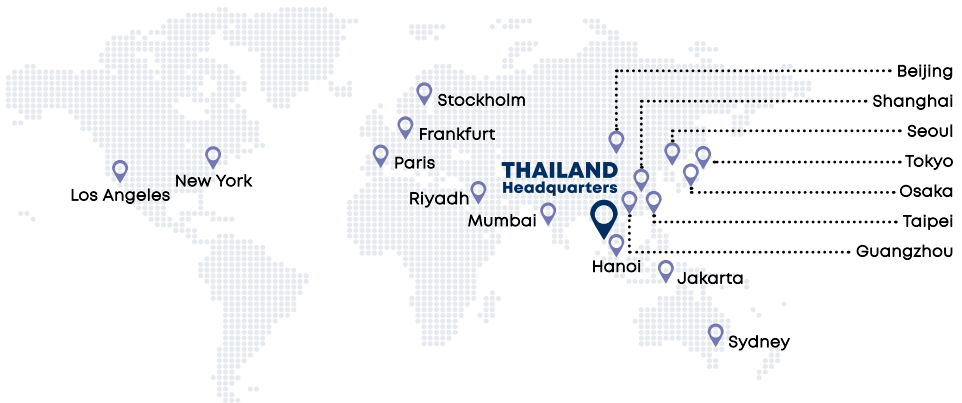 Beijing
Stockholm
Shanghai
Frankfurt
Seoul
Paris
Tokyo
THAILAND
Headquarters
Los Angeles
New York
Riyadh
Osaka
Mumbai
Taipei
Guangzhou
Hanoi
Jakarta
Sydney